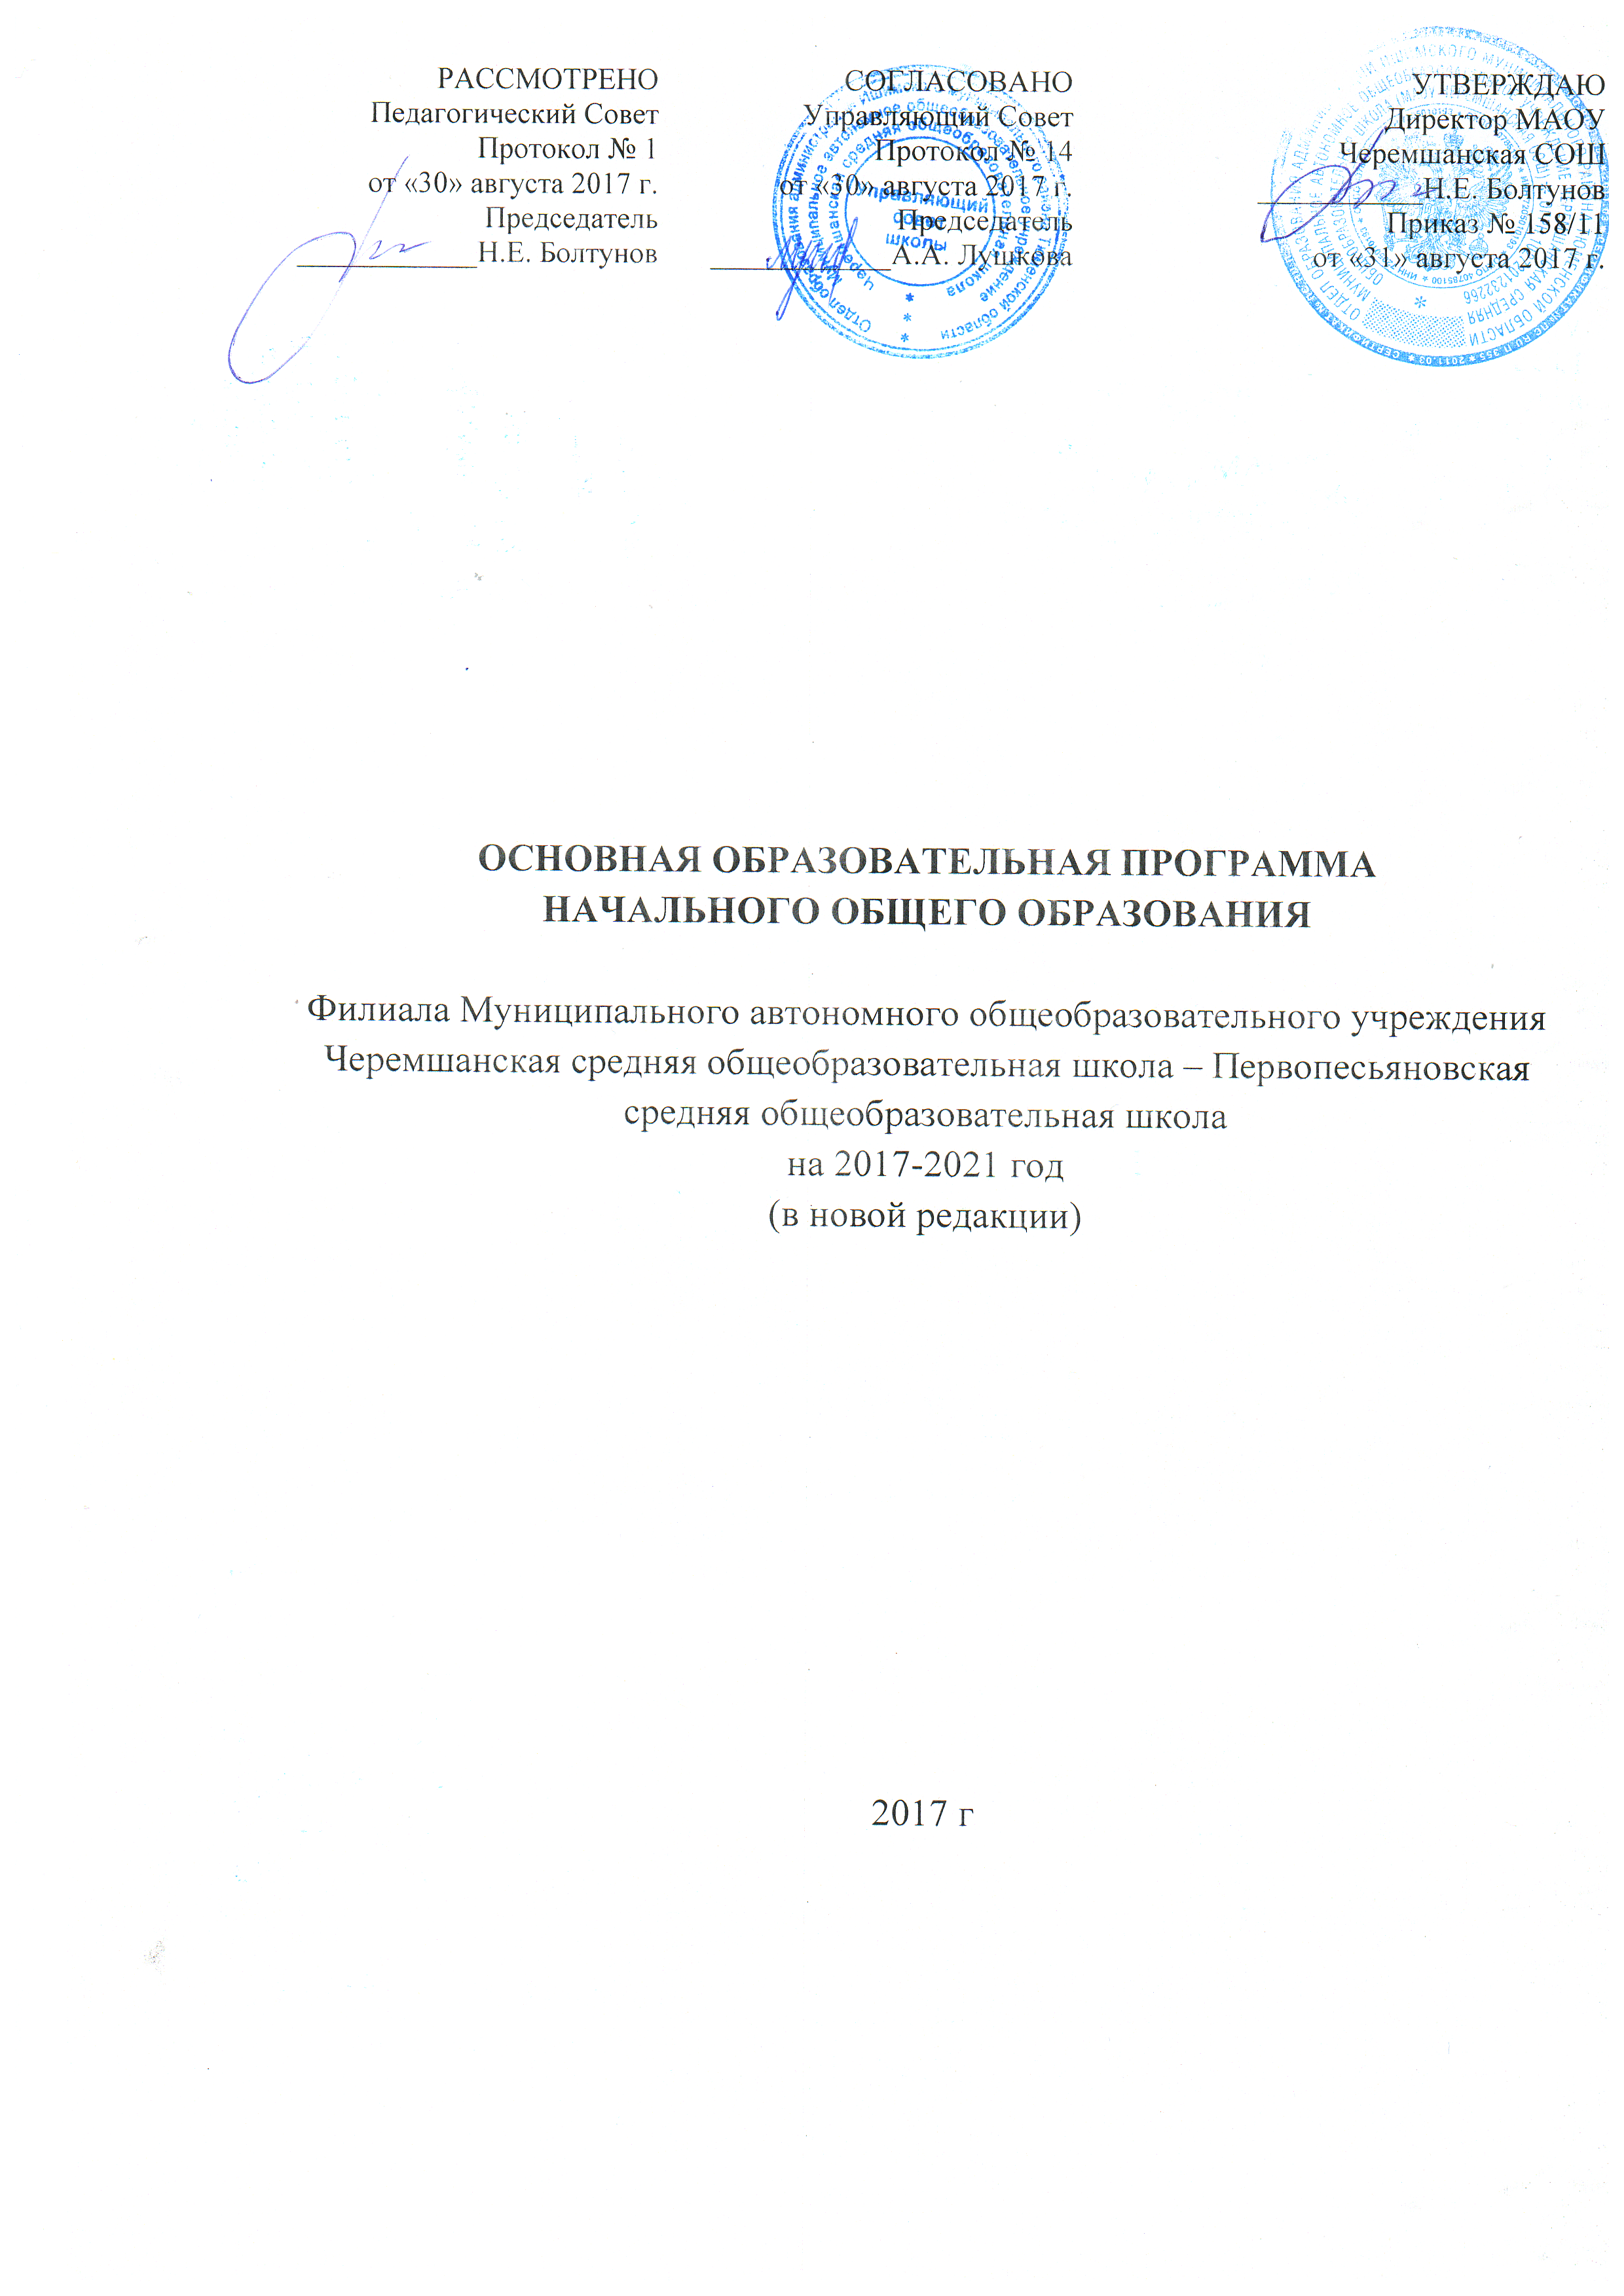 РАССМОТРЕНО
Педагогический Совет
Протокол № 1
от «30» августа 2017 г.
Председатель
Н.Е. Болтунов
СОГЛАСОВАНО
Управляющий Совет
Протокол № 14
от «30» августа 2017 г.
Председатель
А.А. Лушкова
Управляющий
совет
школы
УТВЕРЖДАЮ
Директор МАОУ
Черемшанская СОШ
Н.Е. Болтунов
Приказ № 158/11
от «31» августа 2017 г.
ОСНОВНАЯ ОБРАЗОВАТЕЛЬНАЯ ПРОГРАММА
НАЧАЛЬНОГО ОБЩЕГО ОБРАЗОВАНИЯ
Филиала Муниципального автономного общеобразовательного учреждения
Черемшанская средняя общеобразовательная школа – Первопесьяновская
средняя общеобразовательная школа
на 2017-2021 год
(в новой редакции)
2017 г